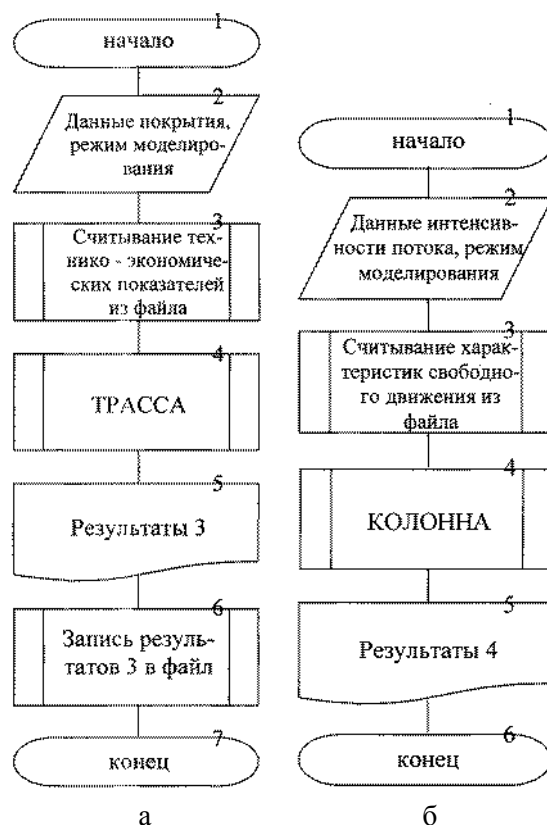 1
начало
2
Данные покрытия,
режим моделиро-
вания
3
Считывание тех-
нико - экономичес-
ских показателей
из файла
4
ТРАССА
5
Результаты 3
6
Запись резуль-
татов 3 в файл
7
конец
а
1
начало
2
Данные интенсив-
ности потока, режим
моделирования
3
Считывание харак-
теристик свободно-
го движения из
файла
4
КОЛОННА
5
Результаты 4
6
конец
б